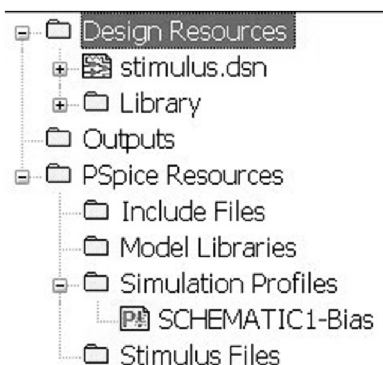 Design Resources
stimulus.dsn
Library
Outputs
PSpice Resources
Include Files
Model Libraries
Simulation Profiles
SCHEMATIC1-Bias
Stimulus Files